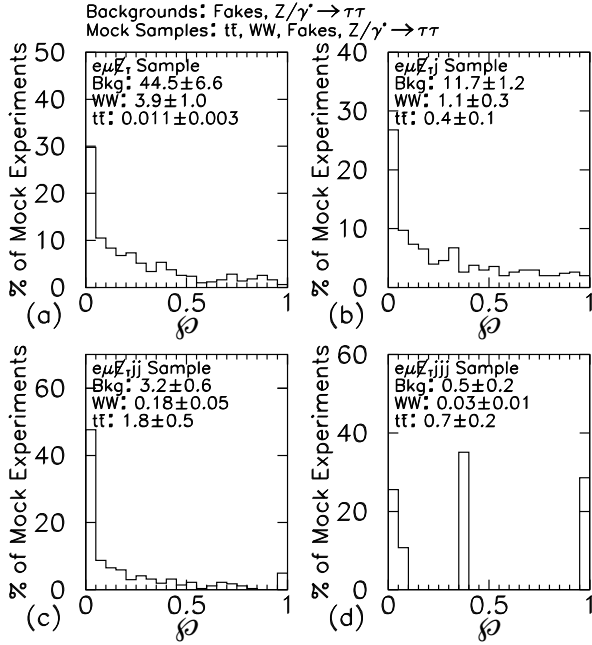 Backgrounds: Fakes, Z/γ*→ττ
Mock Samples: tt̄, WW, Fakes, Z/γ*→ττ
eμE̸T Sample
Bkg: 44.5±6.6
WW: 3.9±1.0
tt̄: 0.011±0.003
% of Mock Experiments
50
40
30
20
10
0
0 0.5 1
(a) ℘
eμE̸Tj Sample
Bkg: 11.7±1.2
WW: 1.1±0.3
tt̄: 0.4±0.1
% of Mock Experiments
40
30
20
10
0
0 0.5 1
(b) ℘
eμE̸Tjj Sample
Bkg: 3.2±0.6
WW: 0.18±0.05
tt̄: 1.8±0.5
% of Mock Experiments
60
40
20
0
0 0.5 1
(c) ℘
eμE̸Tjjj Sample
Bkg: 0.5±0.2
WW: 0.03±0.01
tt̄: 0.7±0.2
% of Mock Experiments
60
40
20
0
0 0.5 1
(d) ℘